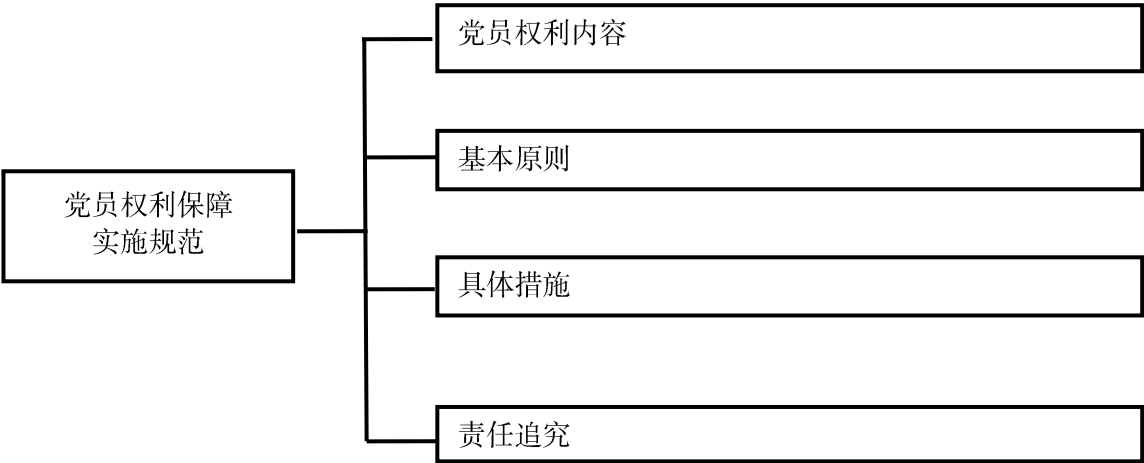 党员权利内容
基本原则
党员权利保障
实施规范
具体措施
责任追究